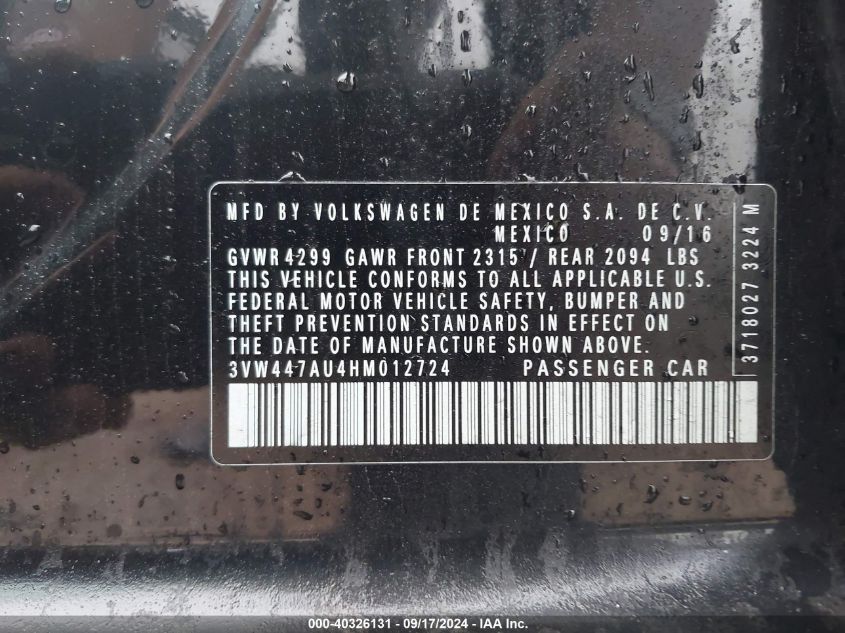 MFD BY VOLKSWAGEN DE MEXICO S.A. DE C.V.
MEXICO 09/16
GVWR 4299 GAWR FRONT 2315 / REAR 2094 LBS
THIS VEHICLE CONFORMS TO ALL APPLICABLE U.S.
FEDERAL MOTOR VEHICLE SAFETY, BUMPER AND
THEFT PREVENTION STANDARDS IN EFFECT ON
THE DATE OF MANUFACTURE SHOWN ABOVE.
3VW447AU4HM012724 PASSENGER CAR
3718027 3224 M
000-40326131 - 09/17/2024 - IAA Inc.